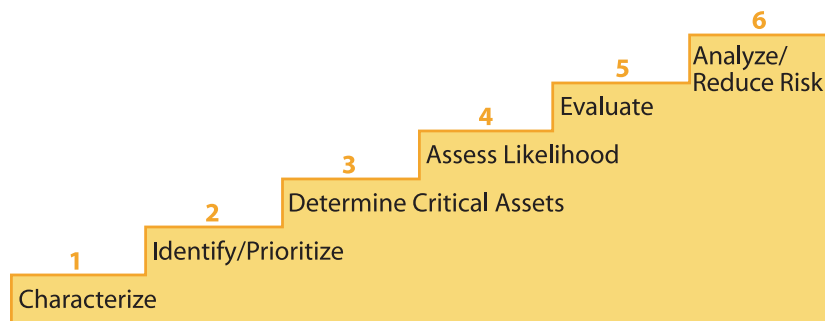 1
Characterize
2
Identify/Prioritize
3
Determine Critical Assets
4
Assess Likelihood
5
Evaluate
6
Analyze/
Reduce Risk